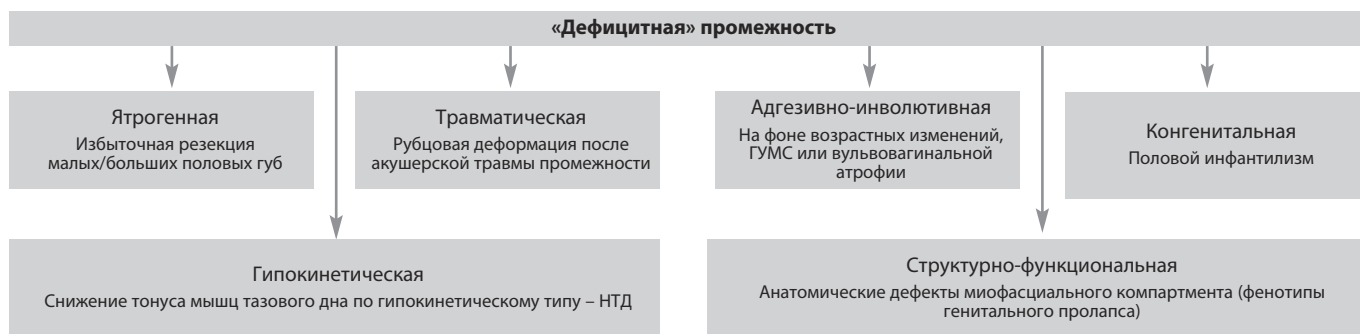 «Дефицитная» промежность
Ятрогенная
Избыточная резекция
малых/больших половых губ
Травматическая
Рубцовая деформация после
акушерской травмы промежности
Адгезивно-инволютивная
На фоне возрастных изменений,
ГУМС или вульвовагинальной
атрофии
Конгенитальная
Половой инфантилизм
Гипокинетическая
Снижение тонуса мышц тазового дна по гипокинетическому типу – НТД
Структурно-функциональная
Анатомические дефекты миофасциального компартмента (фенотипы
генитального пролапса)